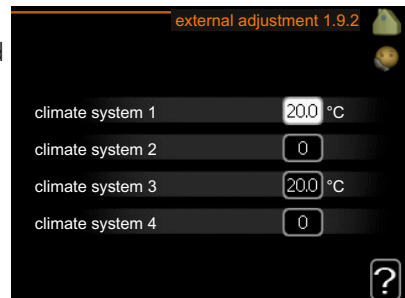 external adjustment 1.9.2
climate system 1 20.0 °C
climate system 2 0
climate system 3 20.0 °C
climate system 4 0
?